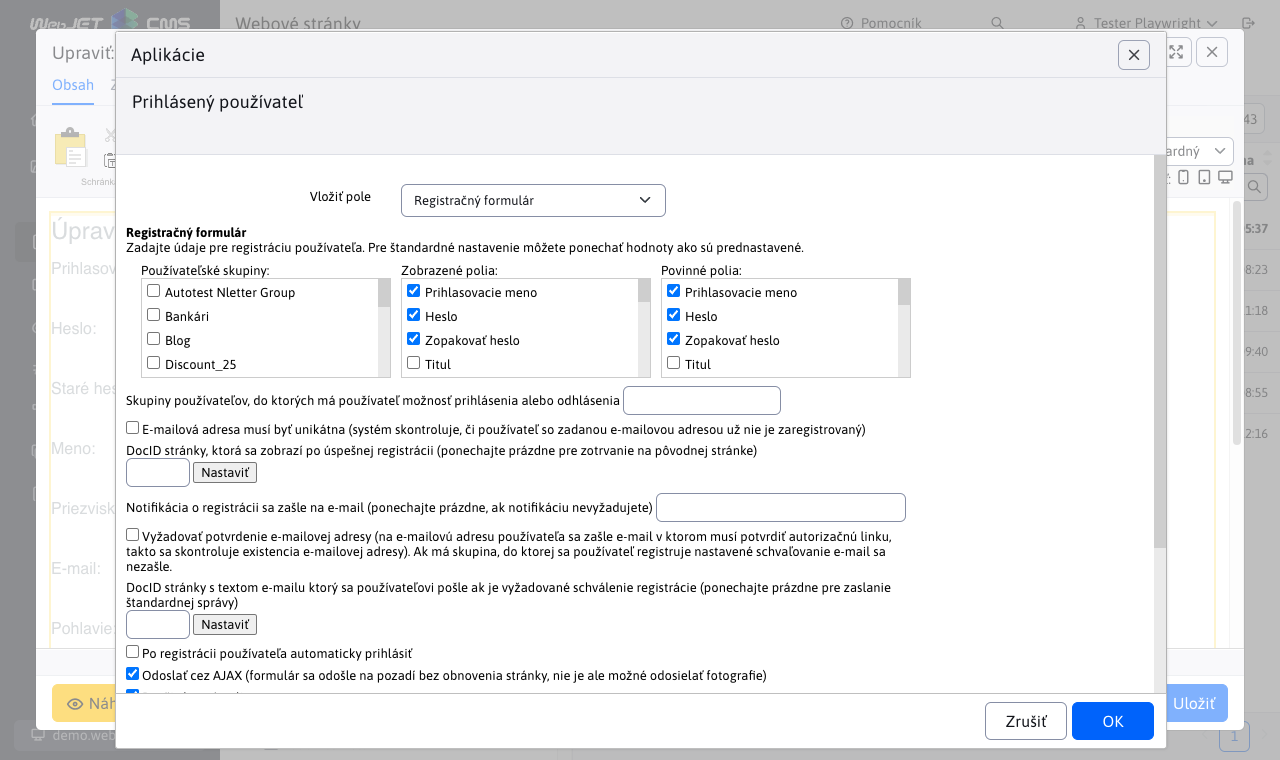 WebJET CMS
Webové stránky
Pomocník
Tester Playwright
Upraviť:
Aplikácie
Obsah
Prihlásený používateľ
43
Schránka
ardný
Vložiť pole
Registračný formulár
Registračný formulár
Zadajte údaje pre registráciu používateľa. Pre štandardné nastavenie môžete ponechať hodnoty ako sú prednastavené.
Používateľské skupiny:
Autotest Nletter Group
Bankári
Blog
Discount_25
Zobrazené polia:
Prihlasovacie meno
Heslo
Zopakovať heslo
Titul
Povinné polia:
Prihlasovacie meno
Heslo
Zopakovať heslo
Titul
Skupiny používateľov, do ktorých má používateľ možnosť prihlásenia alebo odhlásenia
E-mailová adresa musí byť unikátna (systém skontroluje, či používateľ so zadanou e-mailovou adresou už nie je zaregistrovaný)
DocID stránky, ktorá sa zobrazí po úspešnej registrácii (ponechajte prázdne pre zotrvanie na pôvodnej stránke)
Nastaviť
Notifikácia o registrácii sa zašle na e-mail (ponechajte prázdne, ak notifikáciu nevyžadujete)
Vyžadovať potvrdenie e-mailovej adresy (na e-mailovú adresu používateľa sa zašle e-mail v ktorom musí potvrdiť autorizačnú linku,
takto sa skontroluje existencia e-mailovej adresy). Ak má skupina, do ktorej sa používateľ registruje nastavené schvaľovanie e-mail sa
nezašle.
DocID stránky s textom e-mailu ktorý sa používateľovi pošle ak je vyžadované schválenie registrácie (ponechajte prázdne pre zaslanie
štandardnej správy)
Nastaviť
Po registrácii používateľa automaticky prihlásiť
Odoslať cez AJAX (formulár sa odošle na pozadí bez obnovenia stránky, nie je ale možné odosielať fotografie)
Zrušiť
OK
Úprav
Prihlasov
Heslo:
Staré hes
Meno:
Priezvisk
E-mail:
Pohlavie:
5:37
8:23
1:18
9:40
8:55
2:16
Náh
Uložiť
demo.web
1